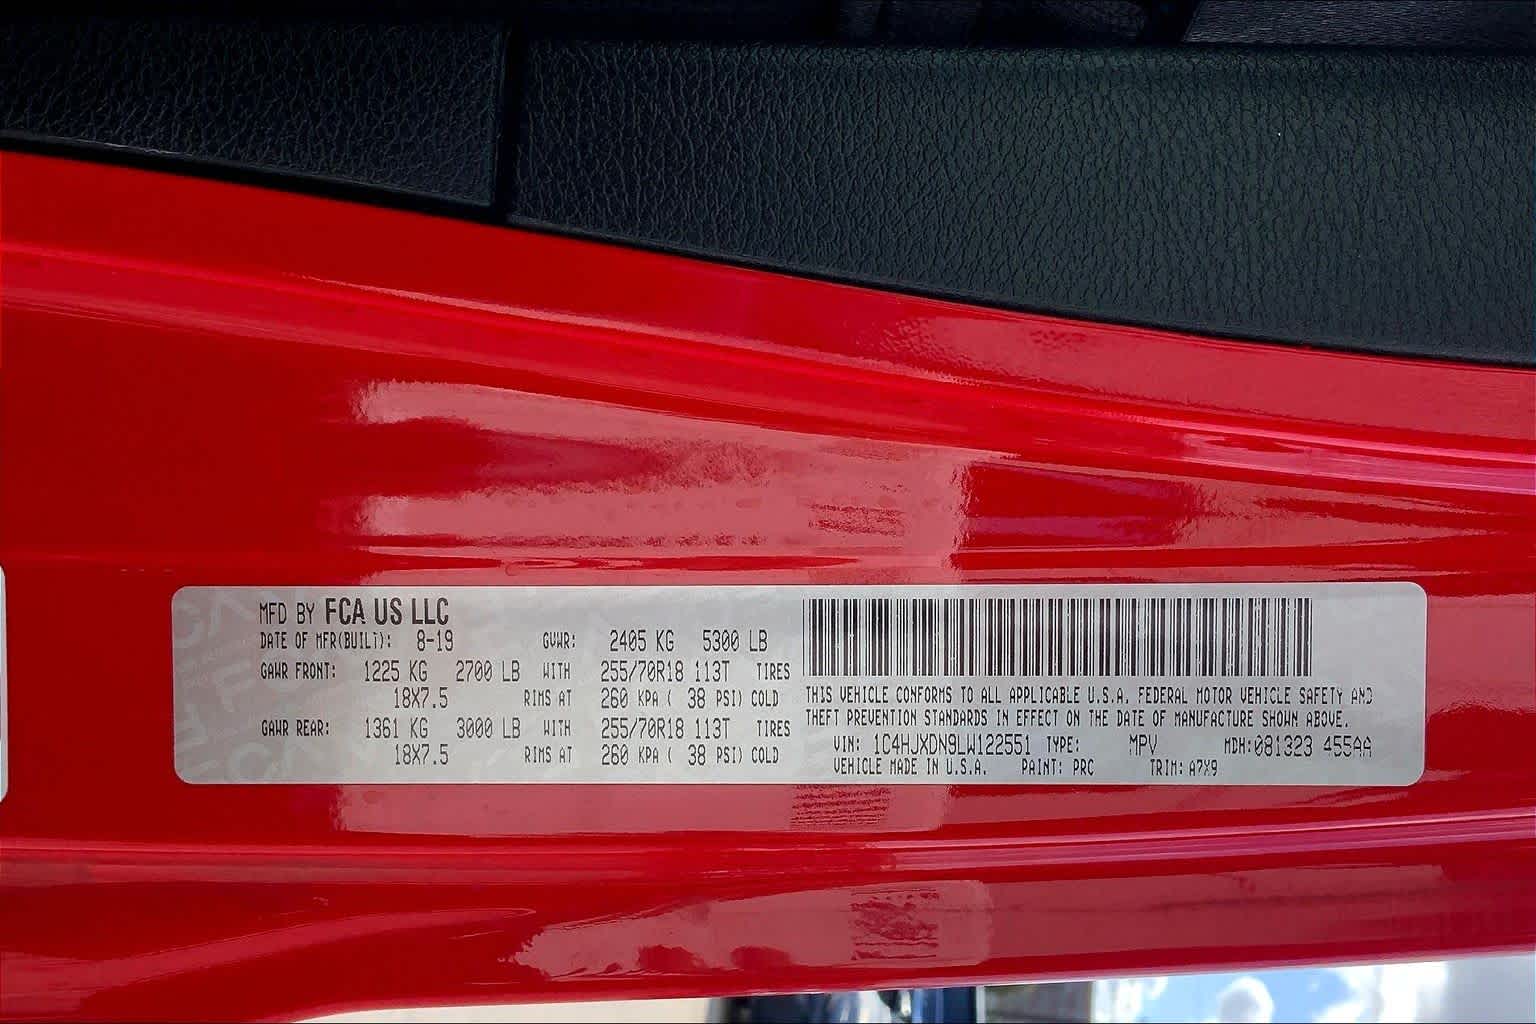 MFD BY FCA US LLC
DATE OF MFR(BUILT): 8-19 GVWR: 2405 KG 5300 LB
GAWR FRONT: 1225 KG 2700 LB WITH 255/70R18 113T TIRES
18X7.5 RIMS AT 260 KPA ( 38 PSI) COLD
GAWR REAR: 1361 KG 3000 LB WITH 255/70R18 113T TIRES
18X7.5 RIMS AT 260 KPA ( 38 PSI) COLD
THIS VEHICLE CONFORMS TO ALL APPLICABLE U.S.A. FEDERAL MOTOR VEHICLE SAFETY AND
THEFT PREVENTION STANDARDS IN EFFECT ON THE DATE OF MANUFACTURE SHOWN ABOVE.
VIN: 1C4HJXDN9LW122551 TYPE: MPV MDH:081323 455AA
VEHICLE MADE IN U.S.A. PAINT: PRC TRIM: A7X9